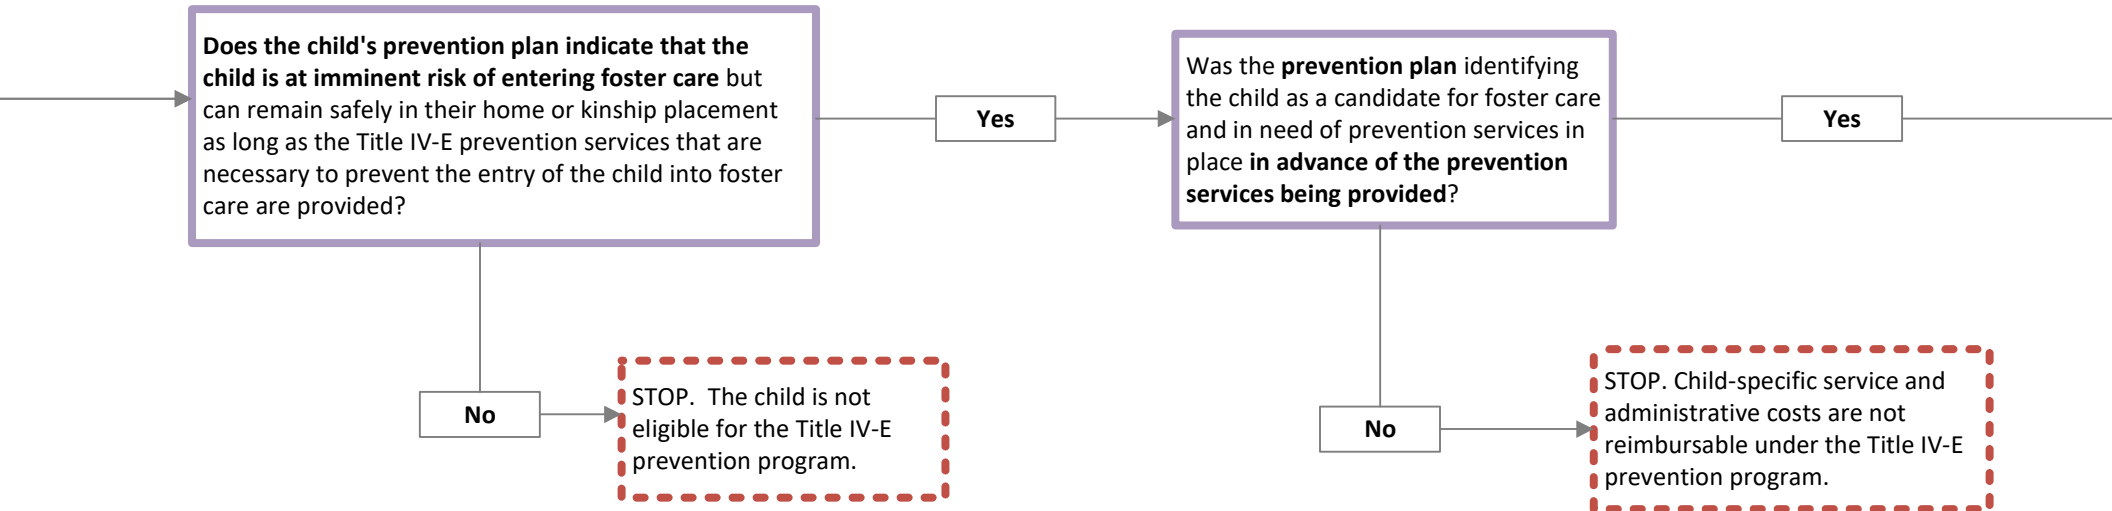 Does the child's prevention plan indicate that the
child is at imminent risk of entering foster care but
can remain safely in their home or kinship placement
as long as the Title IV-E prevention services that are
necessary to prevent the entry of the child into foster
care are provided?
Yes
Was the prevention plan identifying
the child as a candidate for foster care
and in need of prevention services in
place in advance of the prevention
services being provided?
Yes
No
STOP.  The child is not
eligible for the Title IV-E
prevention program.
No
STOP. Child-specific service and
administrative costs are not
reimbursable under the Title IV-E
prevention program.